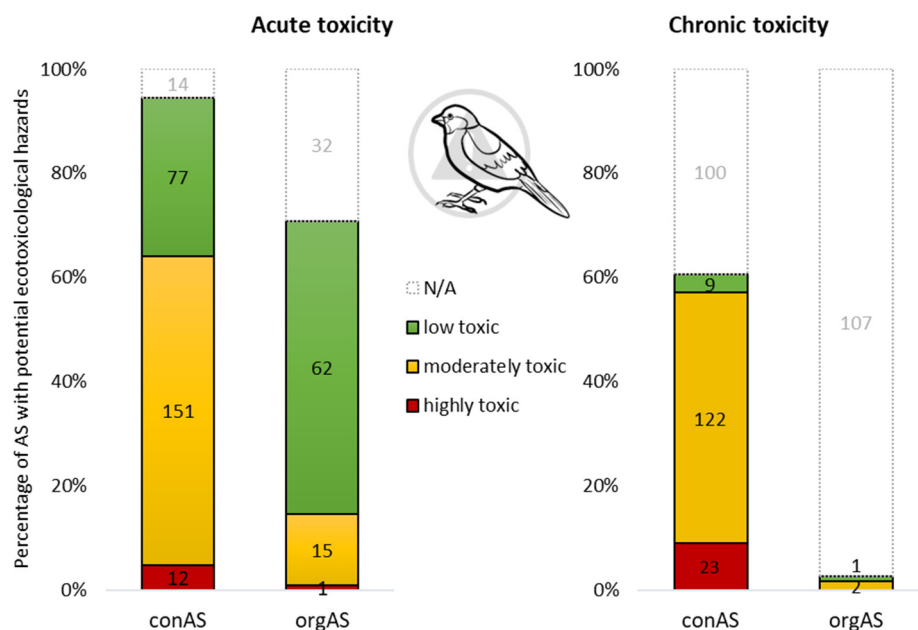 Acute toxicity
Chronic toxicity
Percentage of AS with potential ecotoxicological hazards
100%
80%
60%
40%
20%
0%
14
77
151
12
conAS
32
62
15
1
orgAS
N/A
low toxic
moderately toxic
highly toxic
100%
80%
60%
40%
20%
0%
100
9
122
23
conAS
107
1
2
orgAS